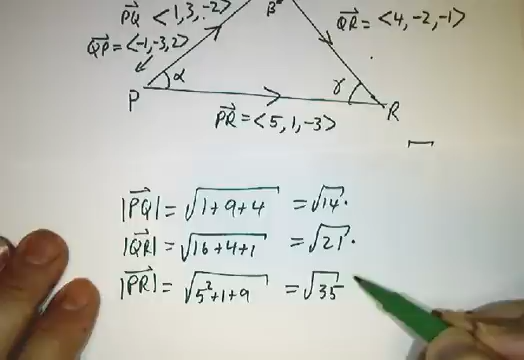 PQ <1,3,-2>
QP = <-1,-3,2>
β
QR = <4,-2,-1>
α
γ
P
R
PR = <5,1,-3>
|PQ| = √1+9+4 = √14.
|QR| = √16+4+1 = √21.
|PR| = √5²+1+9 = √35